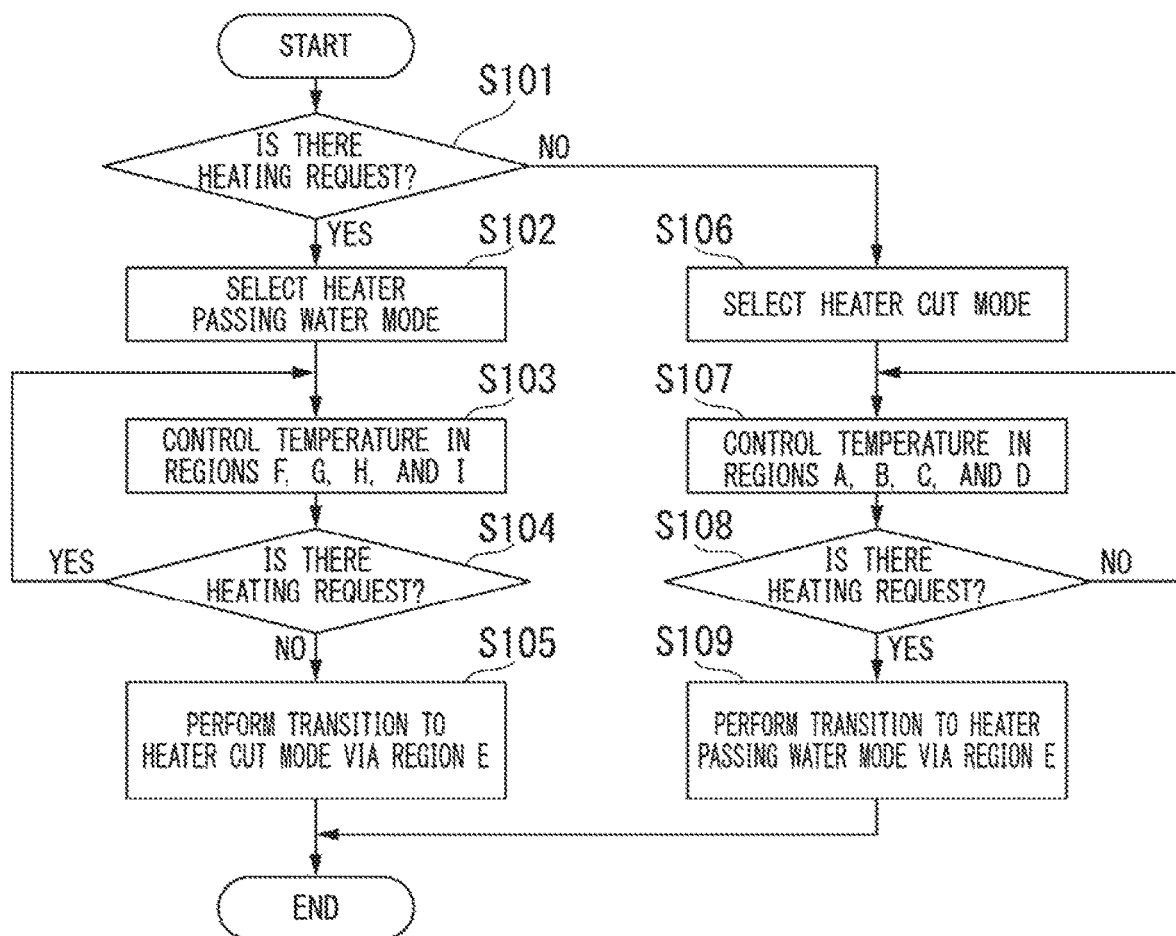 START
S101
IS THERE
HEATING REQUEST?
NO
YES
S102
SELECT HEATER
PASSING WATER MODE
S106
SELECT HEATER CUT MODE
S103
CONTROL TEMPERATURE IN
REGIONS F, G, H, AND I
S107
CONTROL TEMPERATURE IN
REGIONS A, B, C, AND D
S104
YES
IS THERE
HEATING REQUEST?
NO
S108
IS THERE
HEATING REQUEST?
NO
YES
S105
PERFORM TRANSITION TO
HEATER CUT MODE VIA REGION E
S109
PERFORM TRANSITION TO HEATER
PASSING WATER MODE VIA REGION E
END